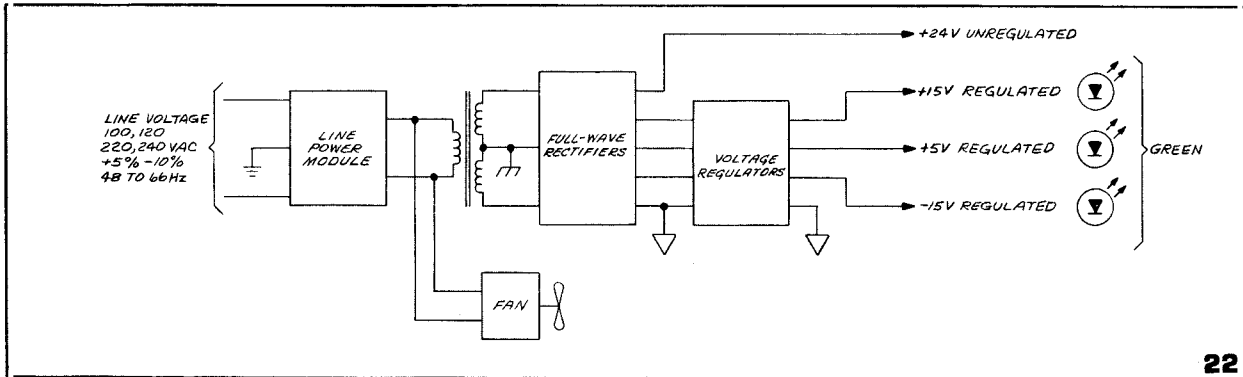 +24V UNREGULATED
LINE VOLTAGE
100, 120
220, 240 VAC
+5% -10%
48 TO 66Hz
LINE
POWER
MODULE
FULL-WAVE
RECTIFIERS
VOLTAGE
REGULATORS
+15V REGULATED
+5V REGULATED
-15V REGULATED
GREEN
FAN
22